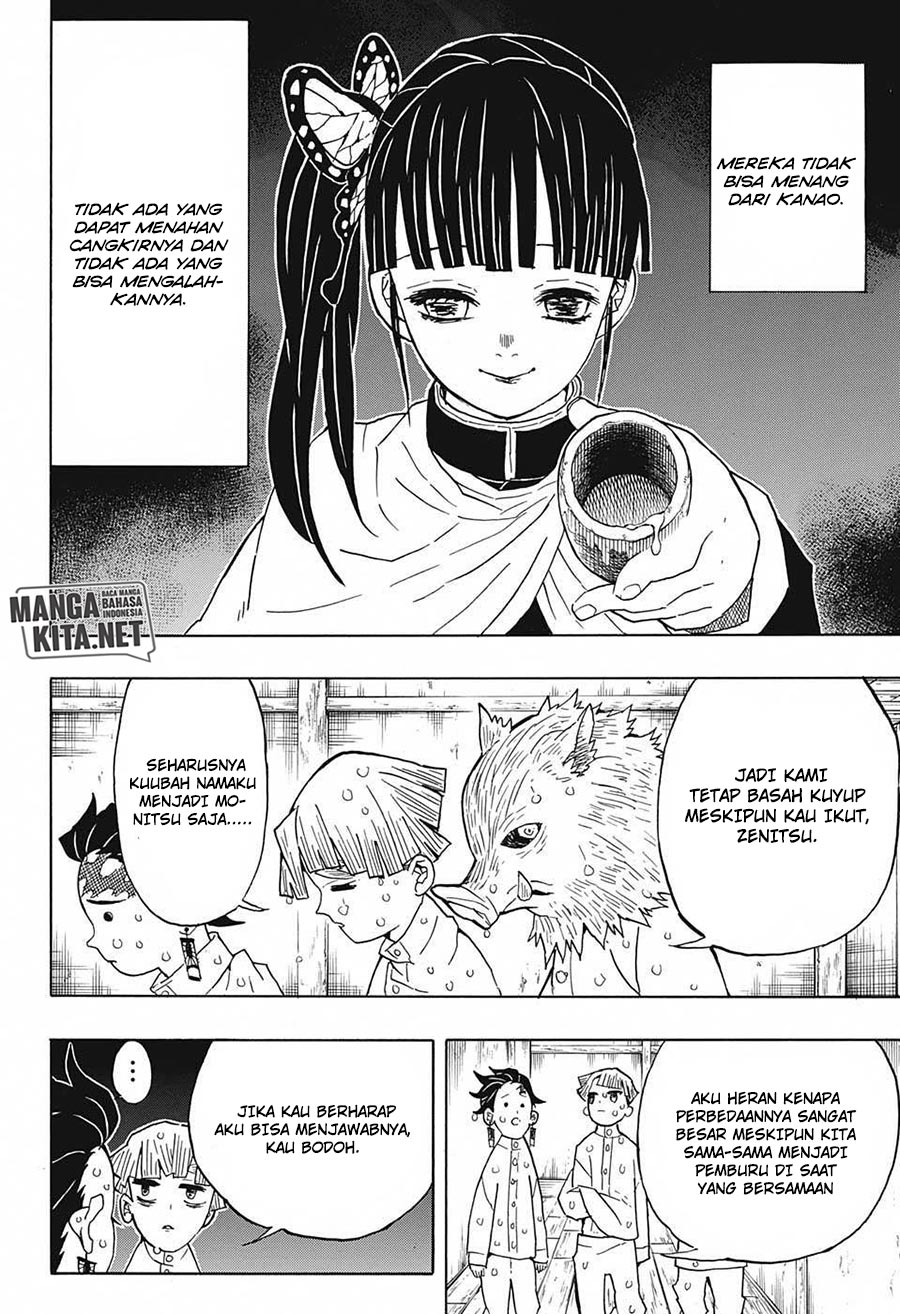 MEREKA TIDAK
BISA MENANG
DARI KANAO.
TIDAK ADA YANG
DAPAT MENAHAN
CANGKIRNYA DAN
TIDAK ADA YANG
BISA MENGALAH-
KANNYA.
MANGA
KITA.NET
BACA MANGA
BAHASA
INDONESIA
JADI KAMI
TETAP BASAH KUYUP
MESKIPUN KAU IKUT,
ZENITSU.
SEHARUSNYA
KUUBAH NAMAKU
MENJADI MO-
NITSU SAJA.....
AKU HERAN KENAPA
PERBEDAANNYA SANGAT
BESAR MESKIPUN KITA
SAMA-SAMA MENJADI
PEMBURU DI SAAT
YANG BERSAMAAN
JIKA KAU BERHARAP
AKU BISA MENJAWABNYA,
KAU BODOH.
...